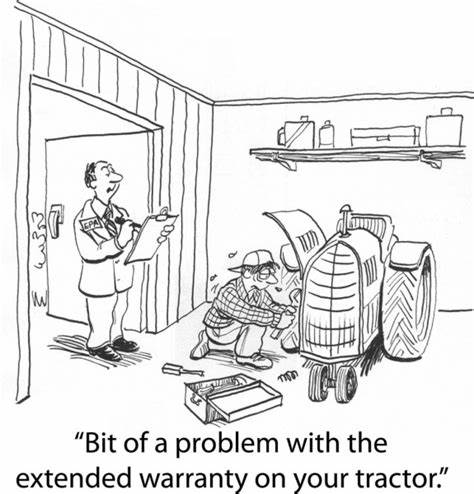 EPA
“Bit of a problem with the
extended warranty on your tractor.”